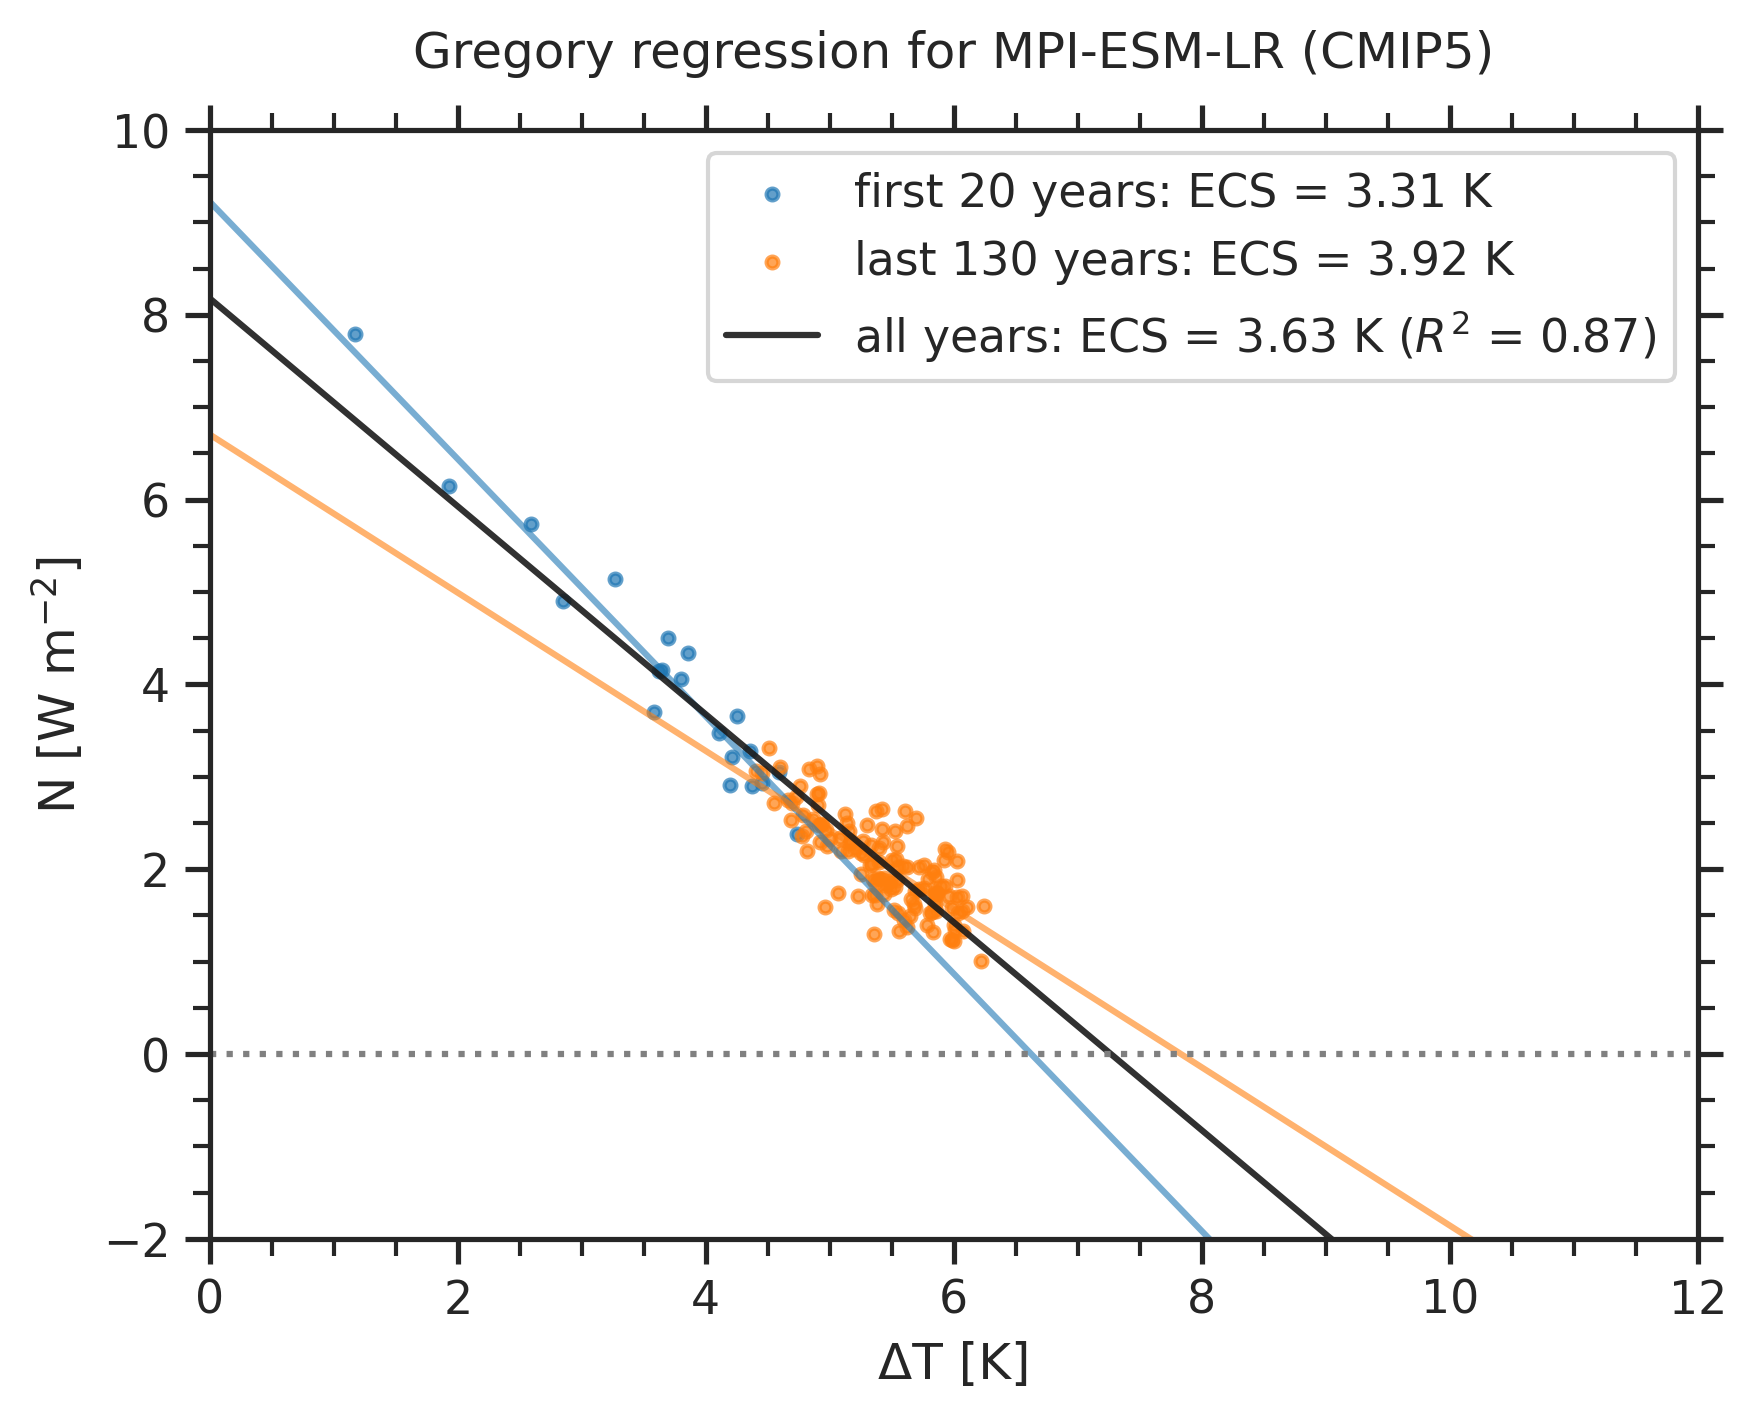 Gregory regression for MPI-ESM-LR (CMIP5)
first 20 years: ECS = 3.31 K
last 130 years: ECS = 3.92 K
all years: ECS = 3.63 K (R² = 0.87)
10
8
6
4
2
0
−2
N [W m⁻²]
0 2 4 6 8 10 12
ΔT [K]